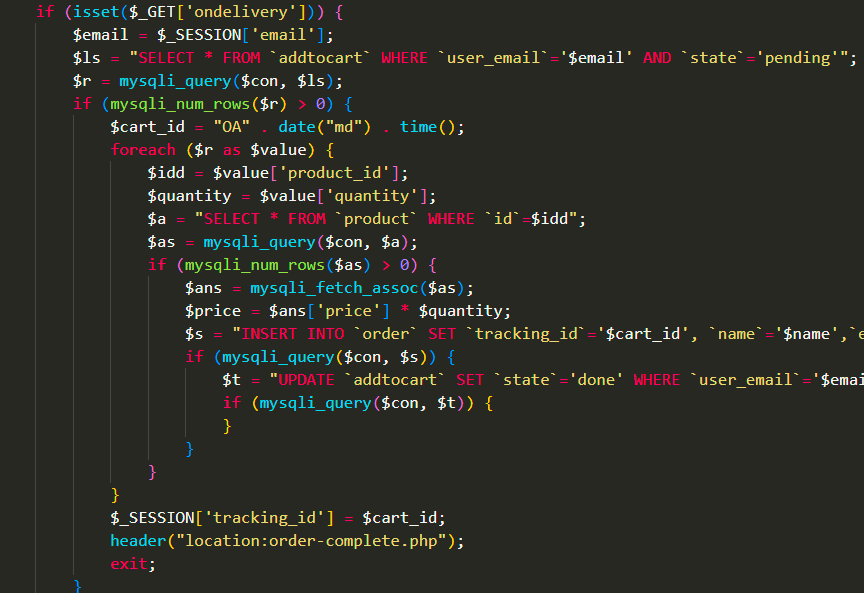 if (isset($_GET['ondelivery'])) {
$email = $_SESSION['email'];
$ls = "SELECT * FROM `addtocart` WHERE `user_email`='$email' AND `state`='pending'";
$r = mysqli_query($con, $ls);
if (mysqli_num_rows($r) > 0) {
$cart_id = "OA" . date("md") . time();
foreach ($r as $value) {
$idd = $value['product_id'];
$quantity = $value['quantity'];
$a = "SELECT * FROM `product` WHERE `id`=$idd";
$as = mysqli_query($con, $a);
if (mysqli_num_rows($as) > 0) {
$ans = mysqli_fetch_assoc($as);
$price = $ans['price'] * $quantity;
$s = "INSERT INTO `order` SET `tracking_id`='$cart_id', `name`='$name',`e
if (mysqli_query($con, $s)) {
$t = "UPDATE `addtocart` SET `state`='done' WHERE `user_email`='$emai
if (mysqli_query($con, $t)) {
}
}
}
}
$_SESSION['tracking_id'] = $cart_id;
header("location:order-complete.php");
exit;
}